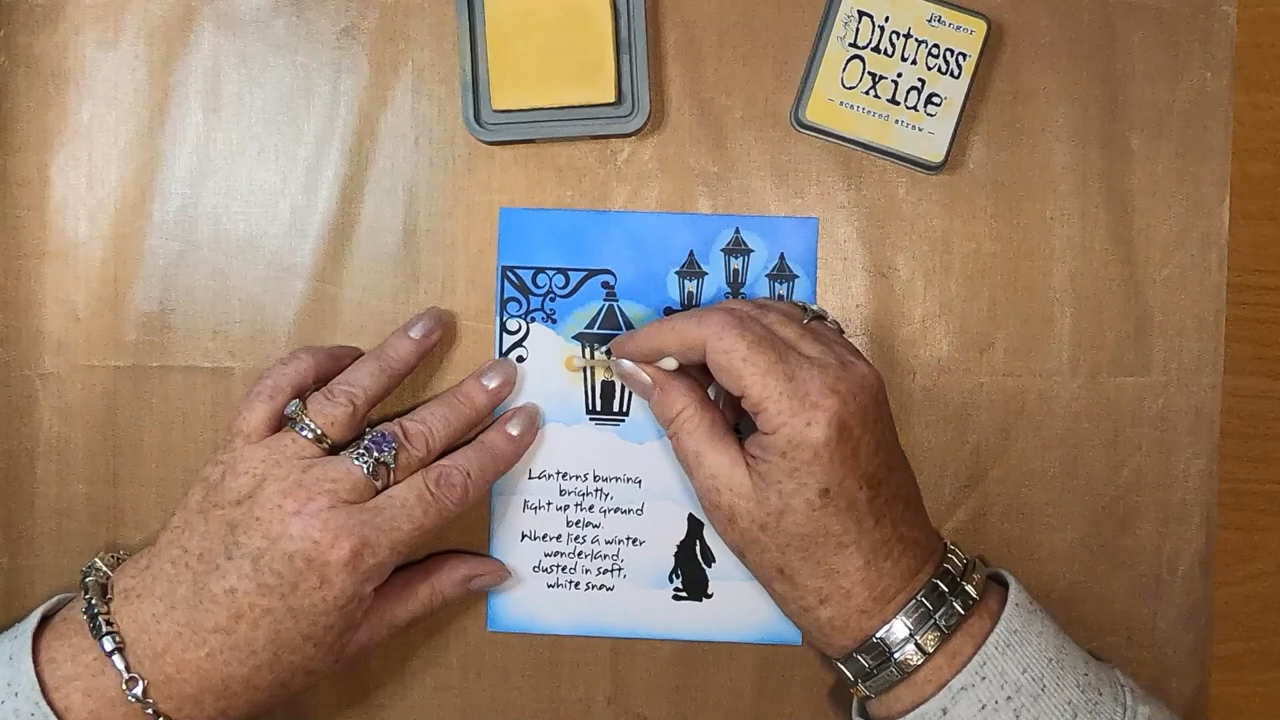 Ranger
Distress
Oxide
— scattered straw —
Lanterns burning
brightly,
light up the ground
below.
Where lies a winter
wonderland,
dusted in soft,
white snow